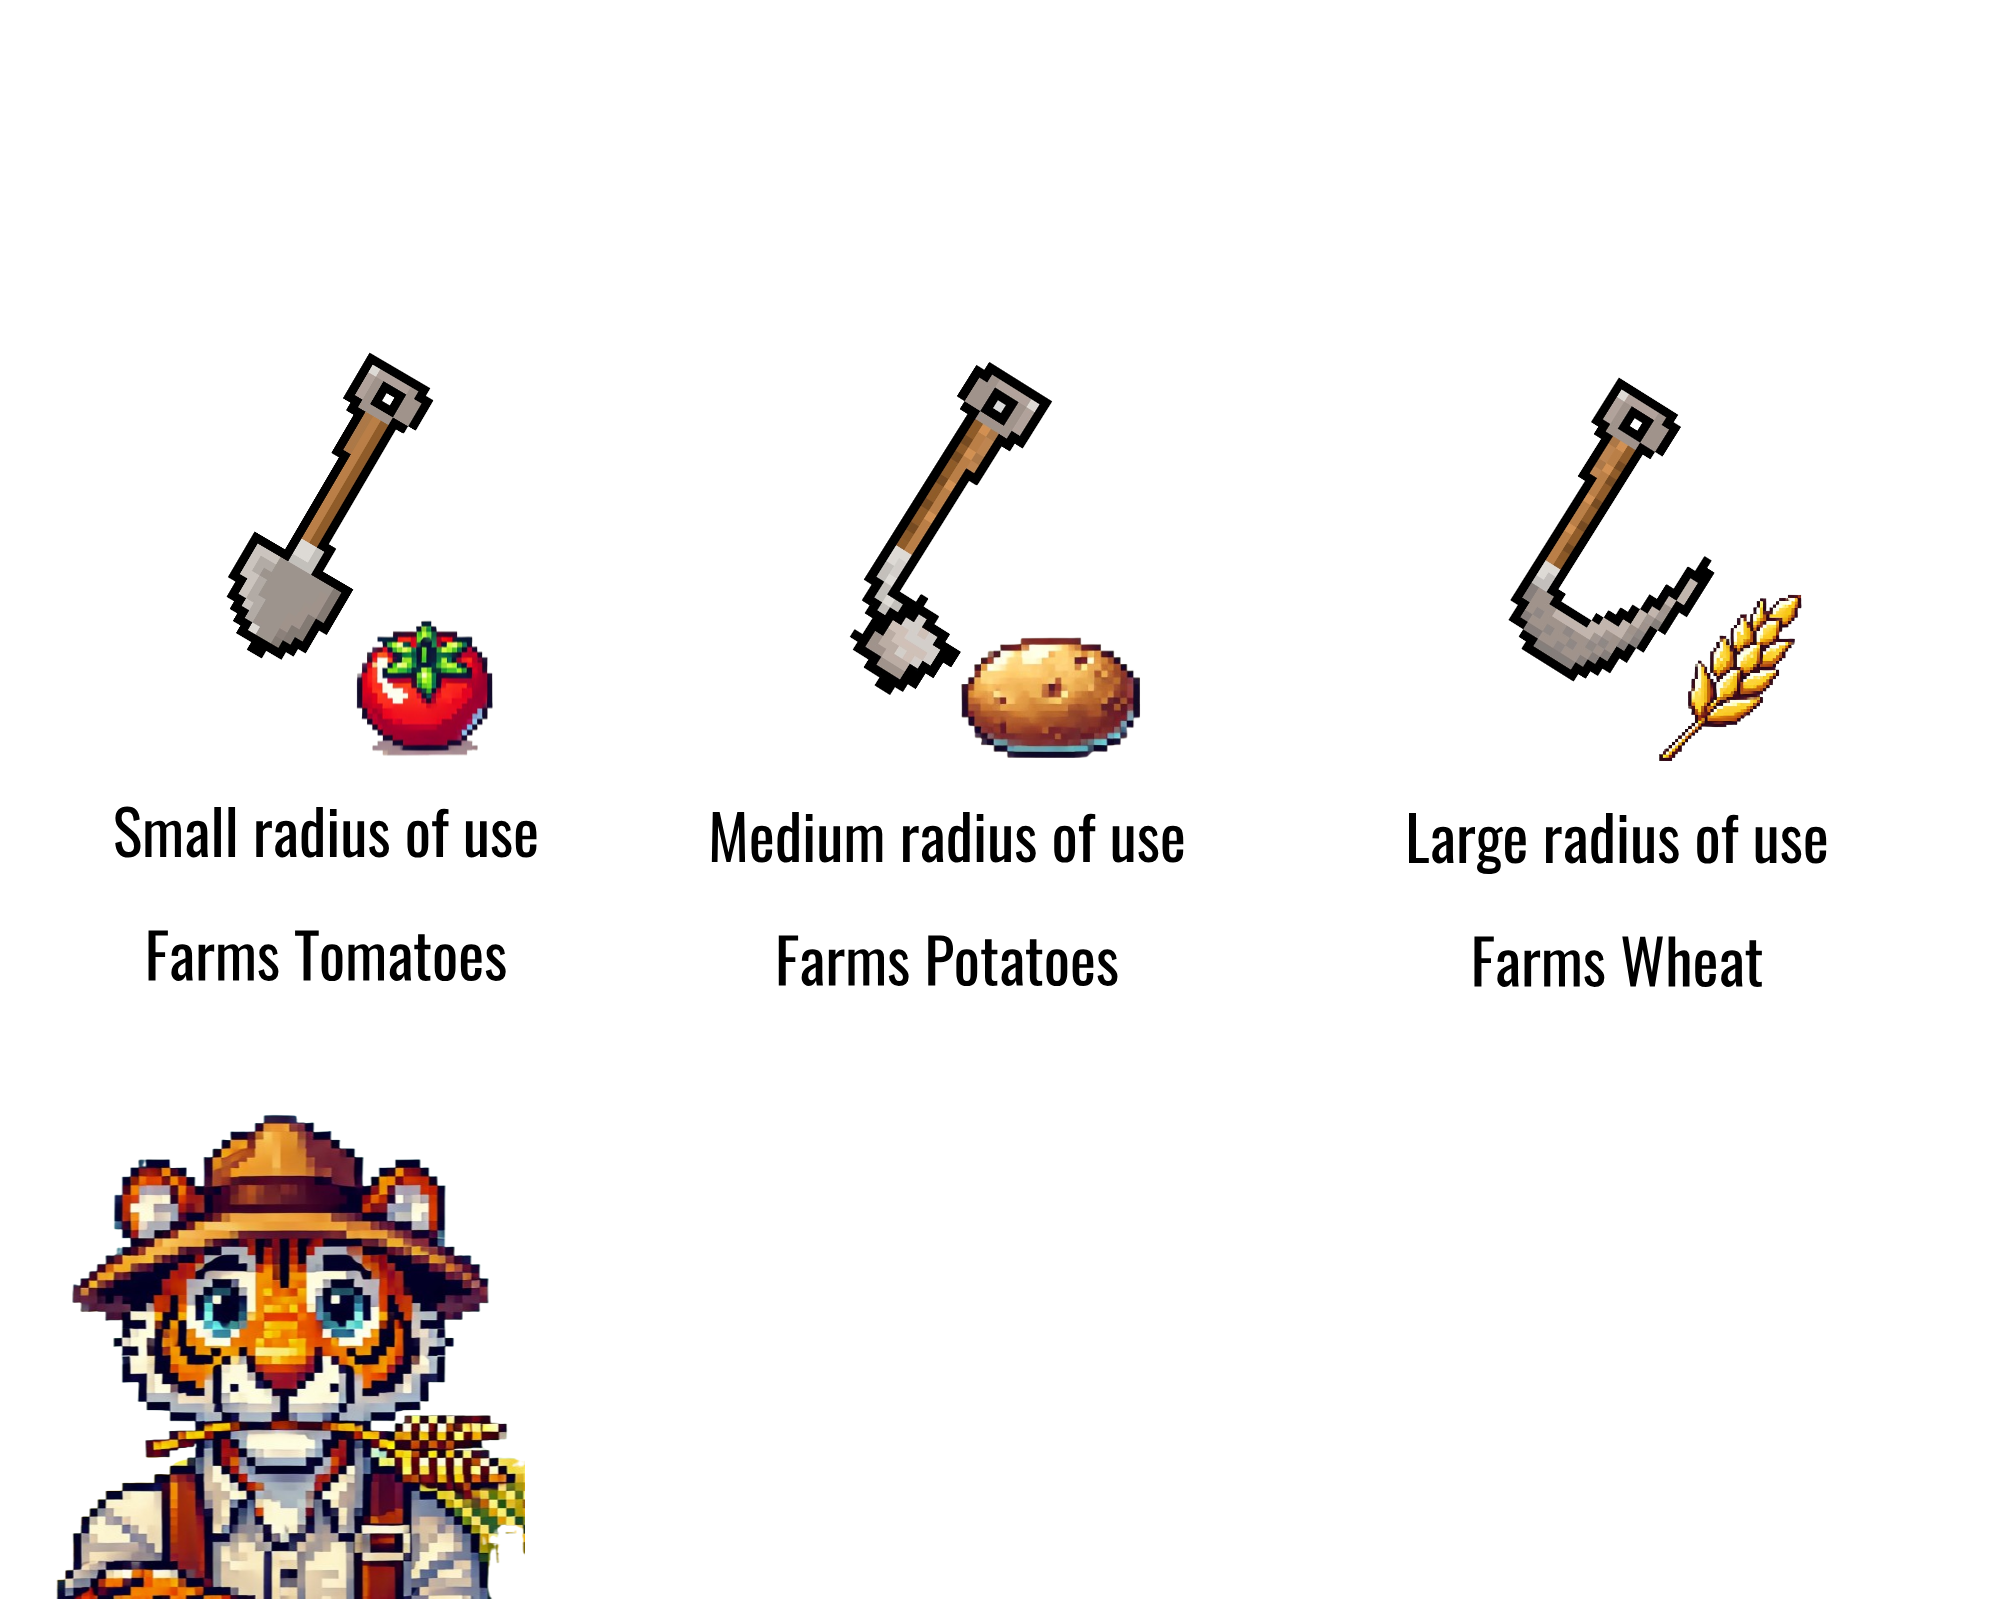 Small radius of use
Farms Tomatoes
Medium radius of use
Farms Potatoes
Large radius of use
Farms Wheat